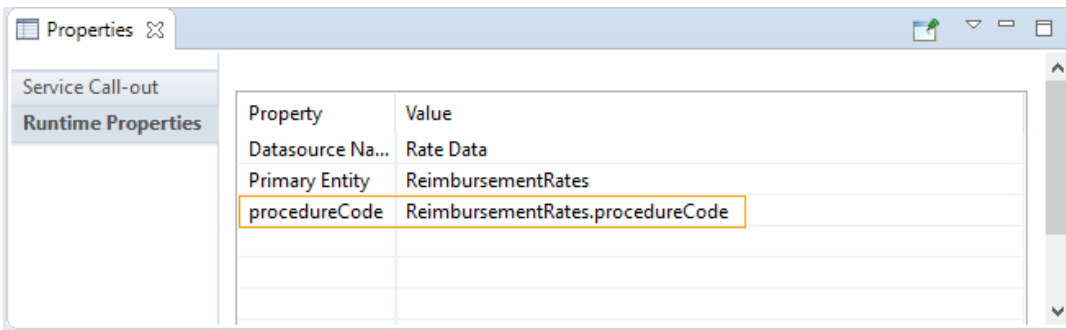 Properties
Service Call-out
Runtime Properties
Property Value
Datasource Na... Rate Data
Primary Entity ReimbursementRates
procedureCode ReimbursementRates.procedureCode